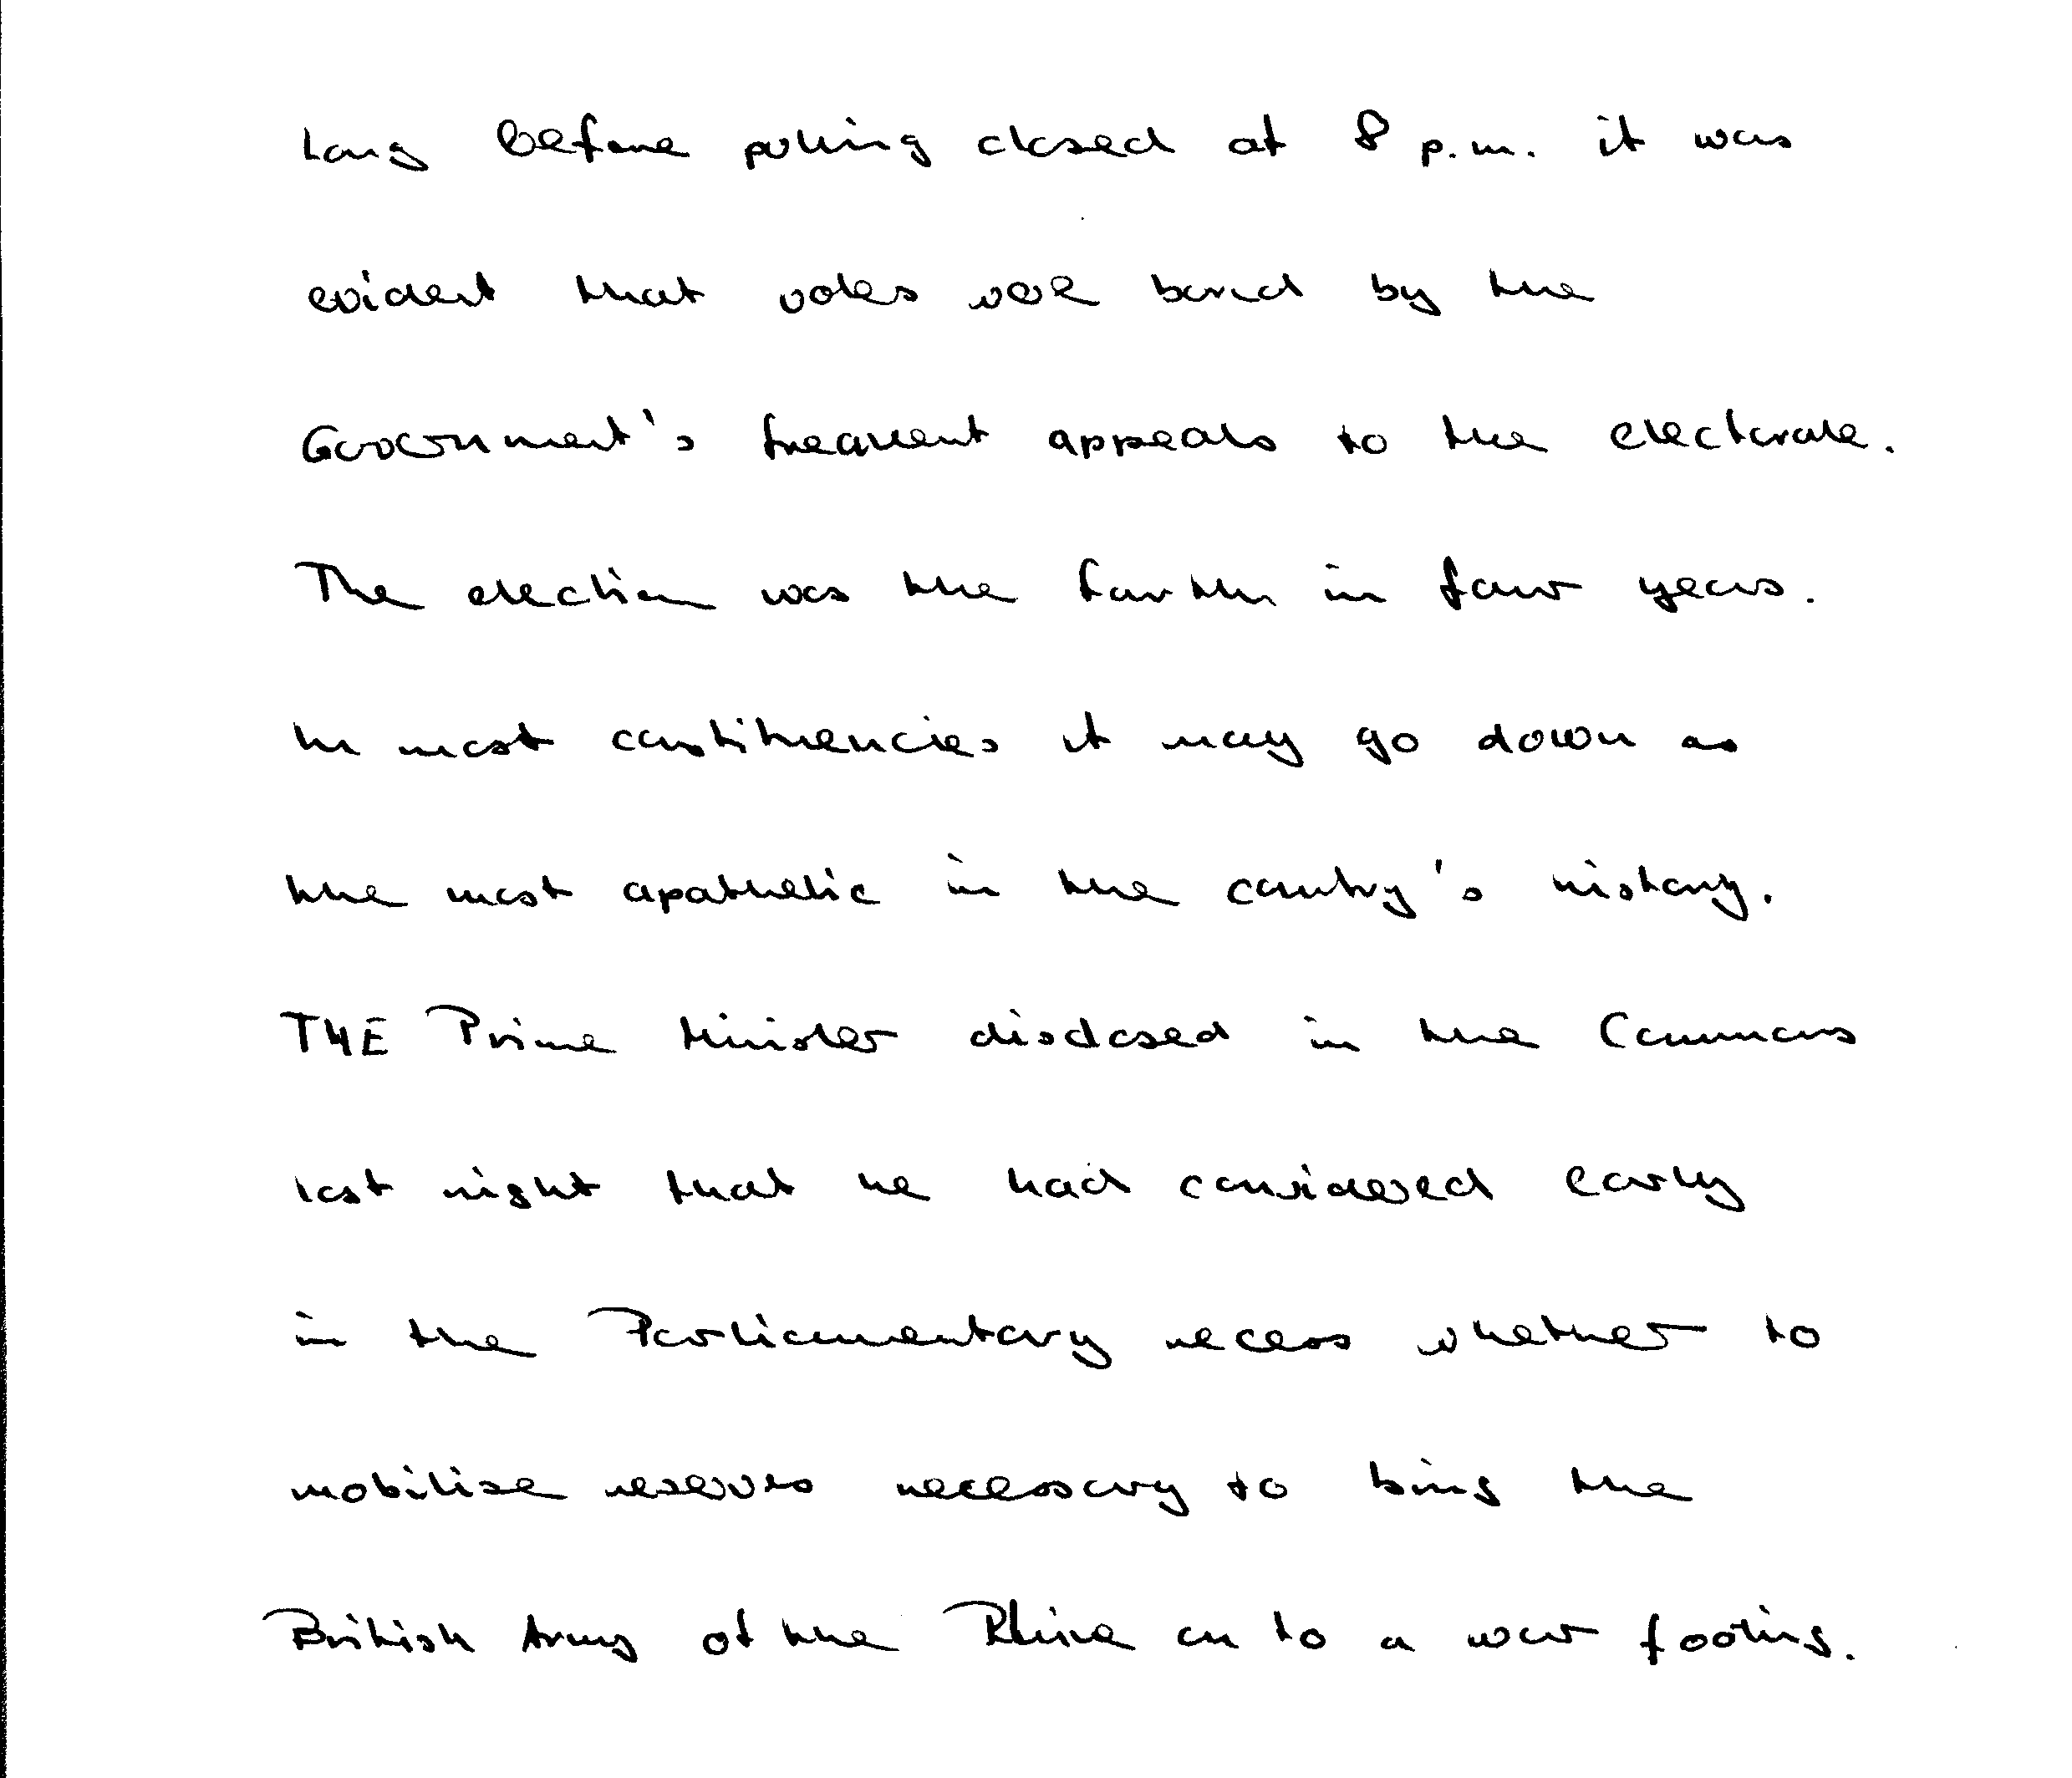 Long before polling closed at 8 p.m. it was
evident that votes were bored by the
Government's frequent appeals to the electorate.
The election was the fourth in four years.
In most constituencies it may go down as
the most apathetic in the country's history.
THE Prime Minister disclosed in the Commons
last night that he had considered early
in the Parliamentary recess whether to
mobilise reserves necessary to bring the
British Army of the Rhine on to a war footing.